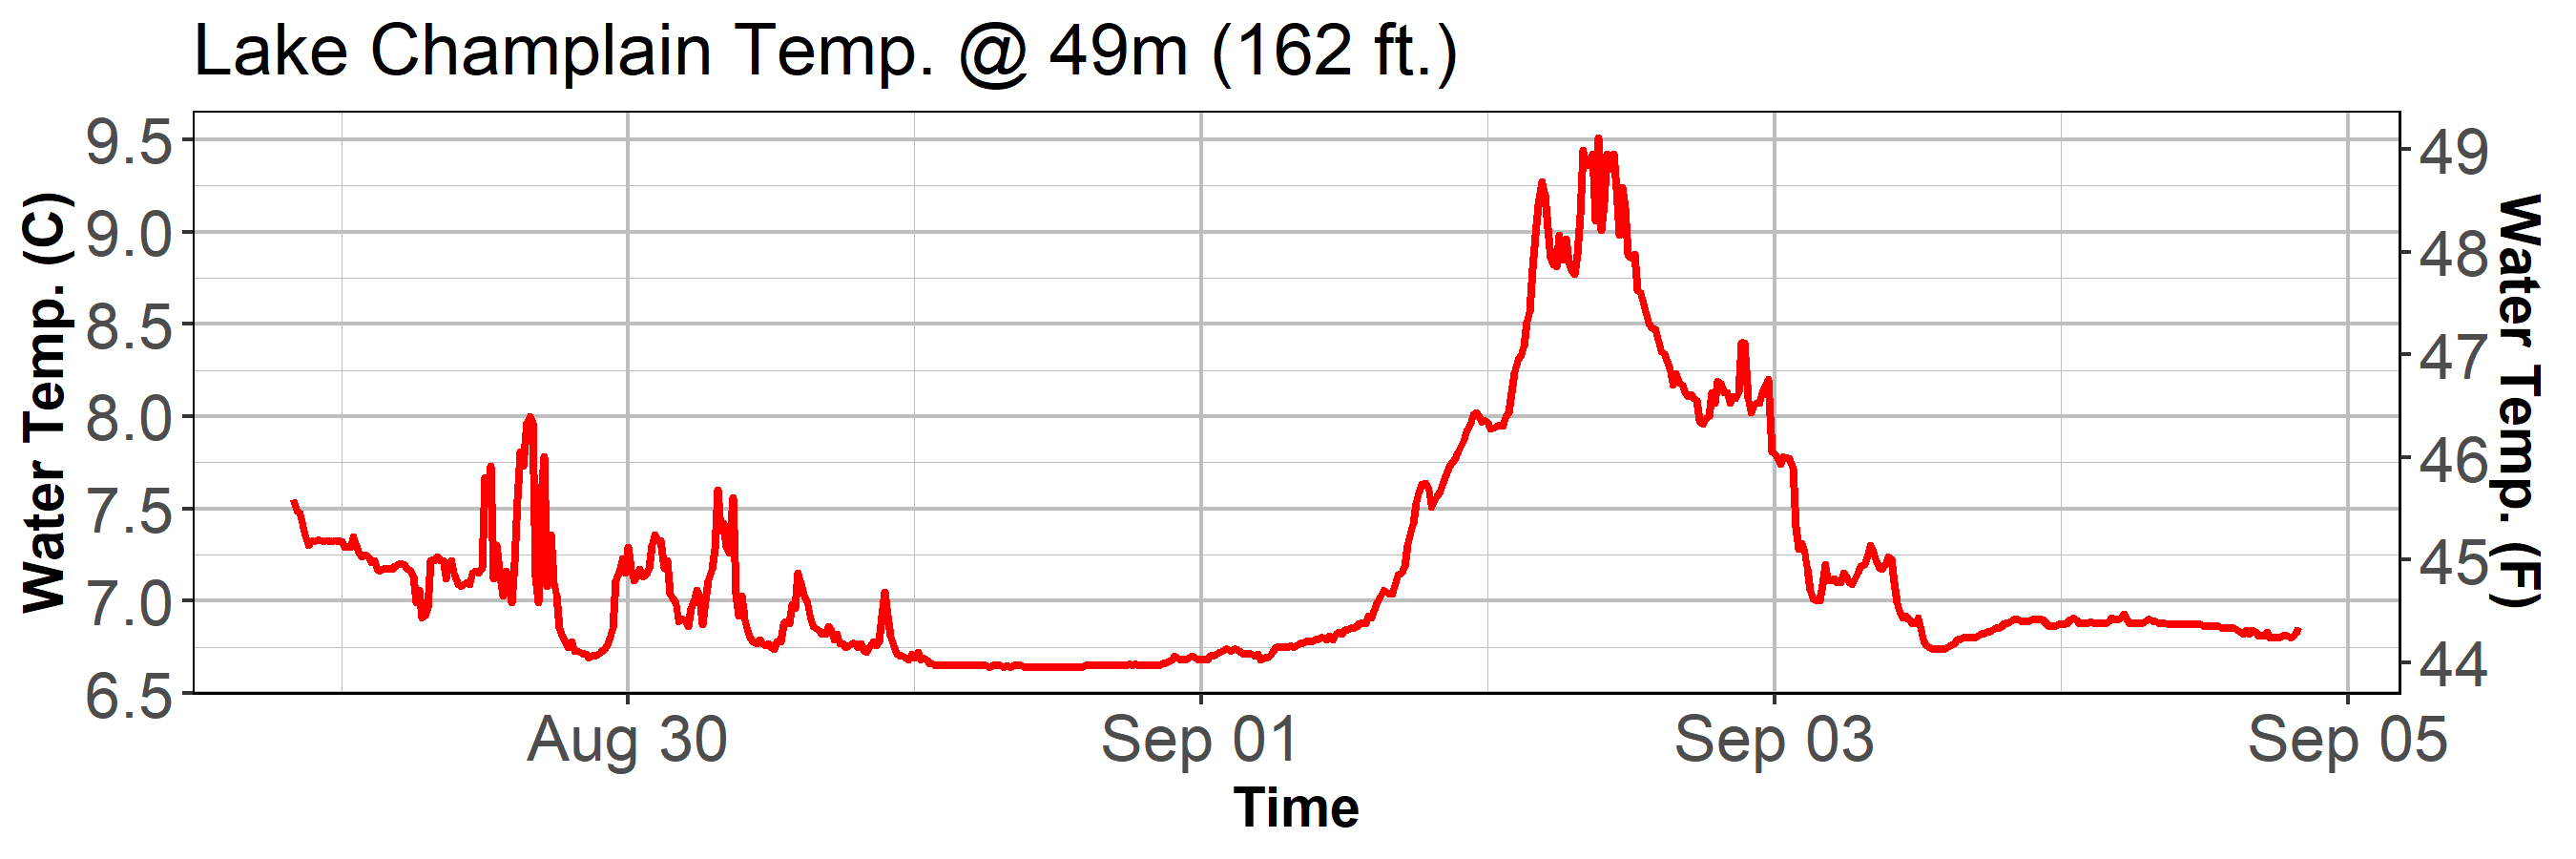 Lake Champlain Temp. @ 49m (162 ft.)
Water Temp. (C)
9.5
9.0
8.5
8.0
7.5
7.0
6.5
49
48
47
46
45
44
Water Temp. (F)
Aug 30
Sep 01
Sep 03
Sep 05
Time